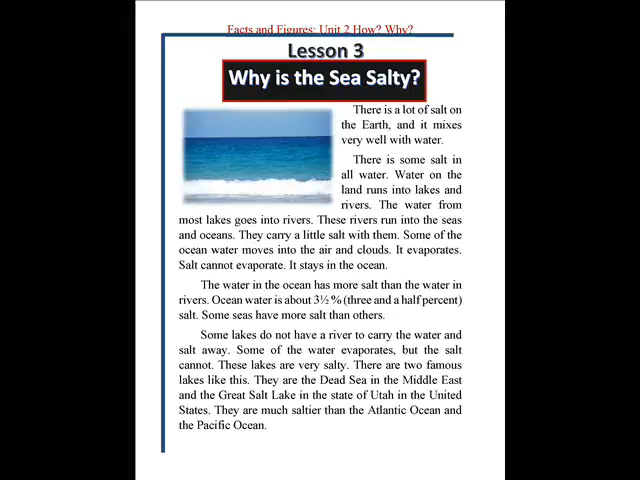 Facts and Figures: Unit 2 How? Why?
Lesson 3
Why is the Sea Salty?
There is a lot of salt on
the Earth, and it mixes
very well with water.
There is some salt in
all water. Water on the
land runs into lakes and
rivers. The water from
most lakes goes into rivers. These rivers run into the seas
and oceans. They carry a little salt with them. Some of the
ocean water moves into the air and clouds. It evaporates.
Salt cannot evaporate. It stays in the ocean.
The water in the ocean has more salt than the water in
rivers. Ocean water is about 3½ % (three and a half percent)
salt. Some seas have more salt than others.
Some lakes do not have a river to carry the water and
salt away. Some of the water evaporates, but the salt
cannot. These lakes are very salty. There are two famous
lakes like this. They are the Dead Sea in the Middle East
and the Great Salt Lake in the state of Utah in the United
States. They are much saltier than the Atlantic Ocean and
the Pacific Ocean.